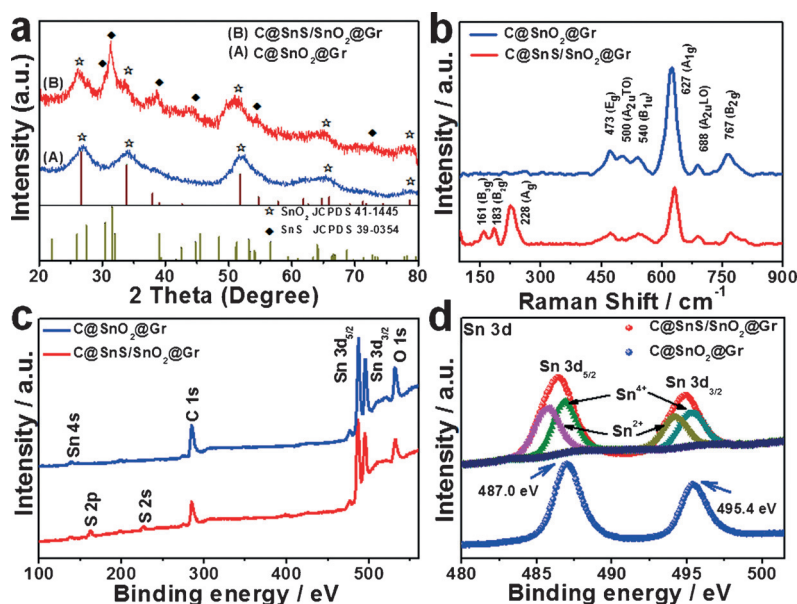 a
(B) C@SnS/SnO₂@Gr
(A) C@SnO₂@Gr
(B)
(A)
☆ SnO₂ JCPDS 41-1445
◆ SnS JCPDS 39-0354
Intensity (a.u.)
20 30 40 50 60 70 80
2 Theta (Degree)
b
C@SnO₂@Gr
C@SnS/SnO₂@Gr
473 (Eg)
500 (A₂uTO)
540 (B₁u)
627 (A₁g)
688 (A₂uLO)
767 (B₂g)
161 (B₃g)
183 (B₂g)
228 (Ag)
Intensity / a.u.
150 300 450 600 750 900
Raman Shift / cm⁻¹
c
C@SnO₂@Gr
C@SnS/SnO₂@Gr
Sn 4s
C 1s
Sn 3d₅/₂
Sn 3d₃/₂
O 1s
S 2p
S 2s
Intensity / a.u.
100 200 300 400 500
Binding energy / eV
d
Sn 3d
C@SnS/SnO₂@Gr
C@SnO₂@Gr
Sn 3d₅/₂
Sn⁴⁺
Sn 3d₃/₂
Sn²⁺
487.0 eV
495.4 eV
Intensity / a.u.
480 485 490 495 500
Binding energy / eV